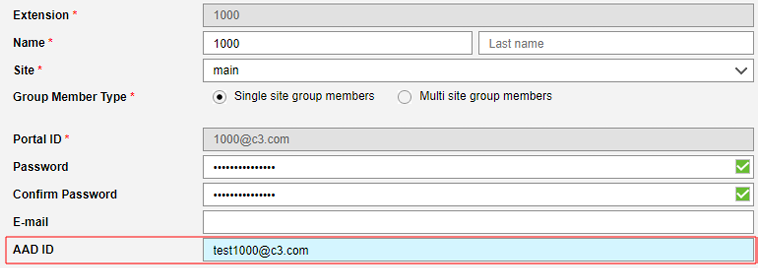 Extension * 1000
Name * 1000 Last name
Site * main
Group Member Type * Single site group members Multi site group members
Portal ID * 1000@c3.com
Password •••••••••••••••
Confirm Password •••••••••••••••
E-mail
AAD ID test1000@c3.com